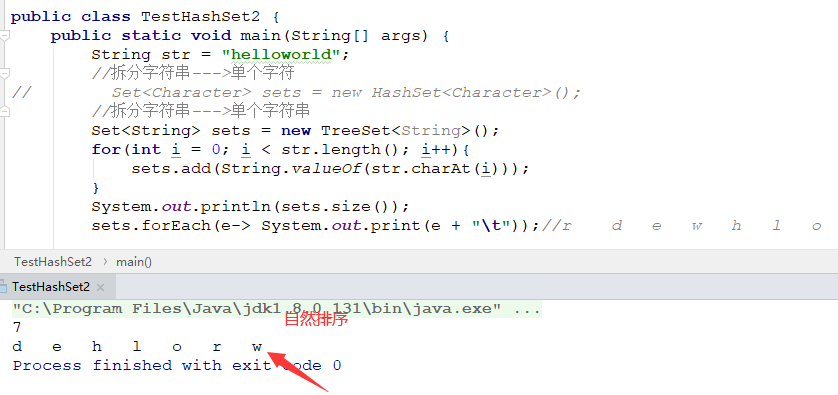 public class TestHashSet2 {
public static void main(String[] args) {
String str = "helloworld";
//拆分字符串--->单个字符
// Set<Character> sets = new HashSet<Character>();
//拆分字符串--->单个字符串
Set<String> sets = new TreeSet<String>();
for(int i = 0; i < str.length(); i++){
sets.add(String.valueOf(str.charAt(i)));
}
System.out.println(sets.size());
sets.forEach(e-> System.out.print(e + "\t"));//r d e w h l o
TestHashSet2 › main()
TestHashSet2 ×
"C:\Program Files\Java\jdk1.8.0_131\bin\java.exe" ...
自然排序
7
d e h l o r w
Process finished with exit code 0